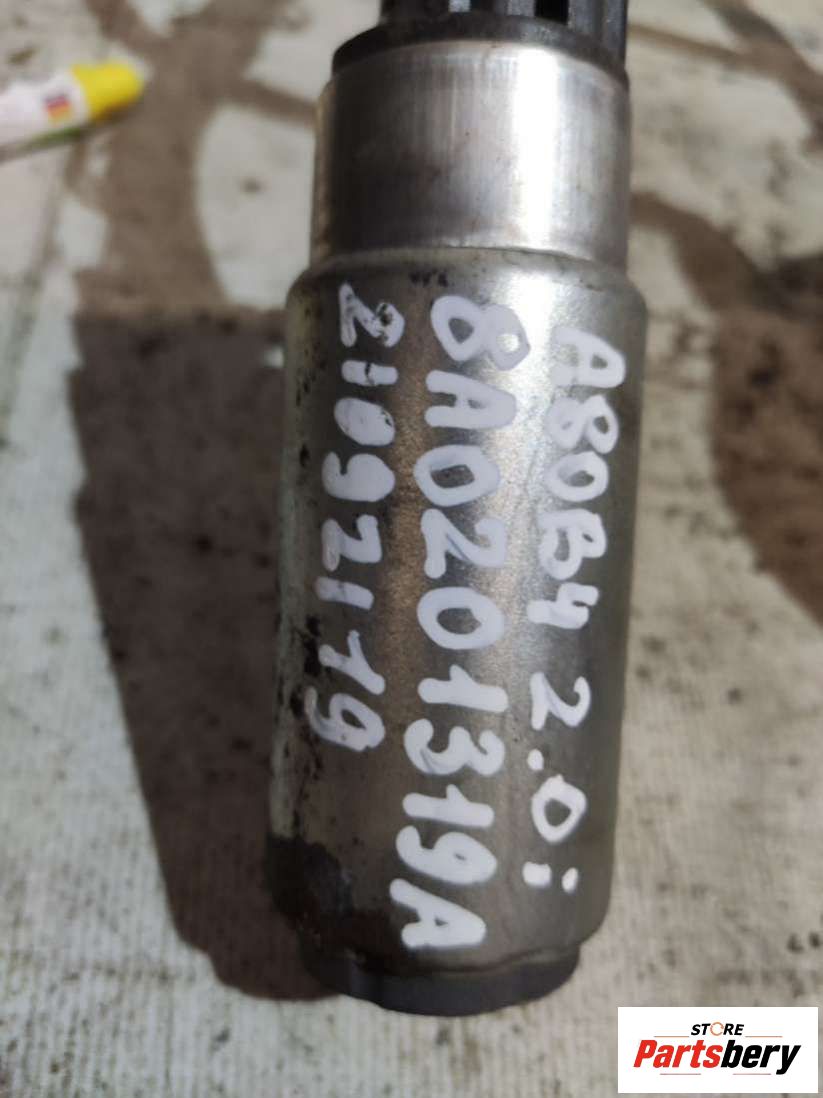 A80B4 2.0i
8A0201319A
21092119
STORE
Partsbery